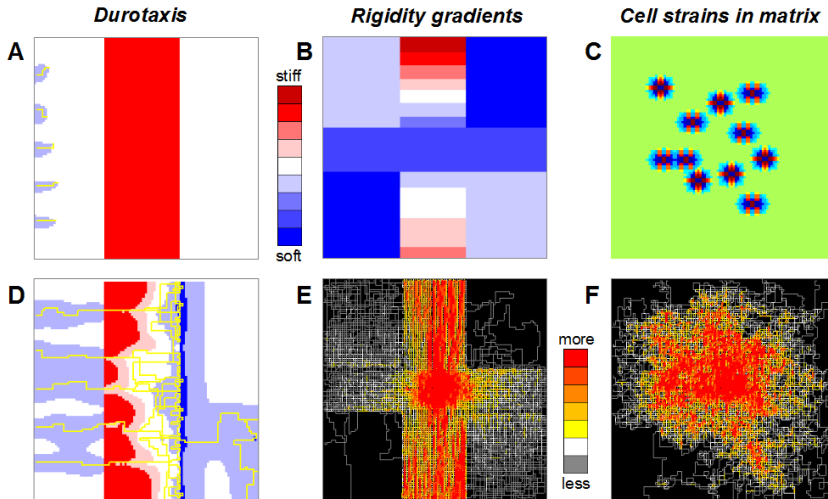 Durotaxis
Rigidity gradients
Cell strains in matrix
A
B
C
stiff
soft
D
E
F
more
less